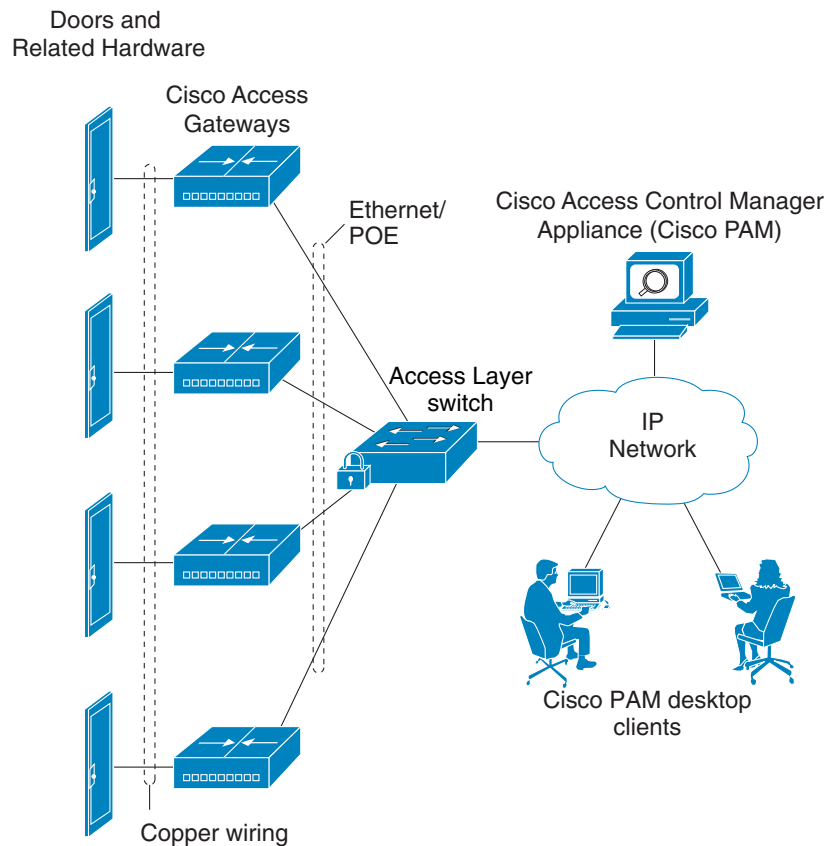 Doors and
Related Hardware
Cisco Access
Gateways
Ethernet/
POE
Cisco Access Control Manager
Appliance (Cisco PAM)
Access Layer
switch
IP
Network
Cisco PAM desktop
clients
Copper wiring